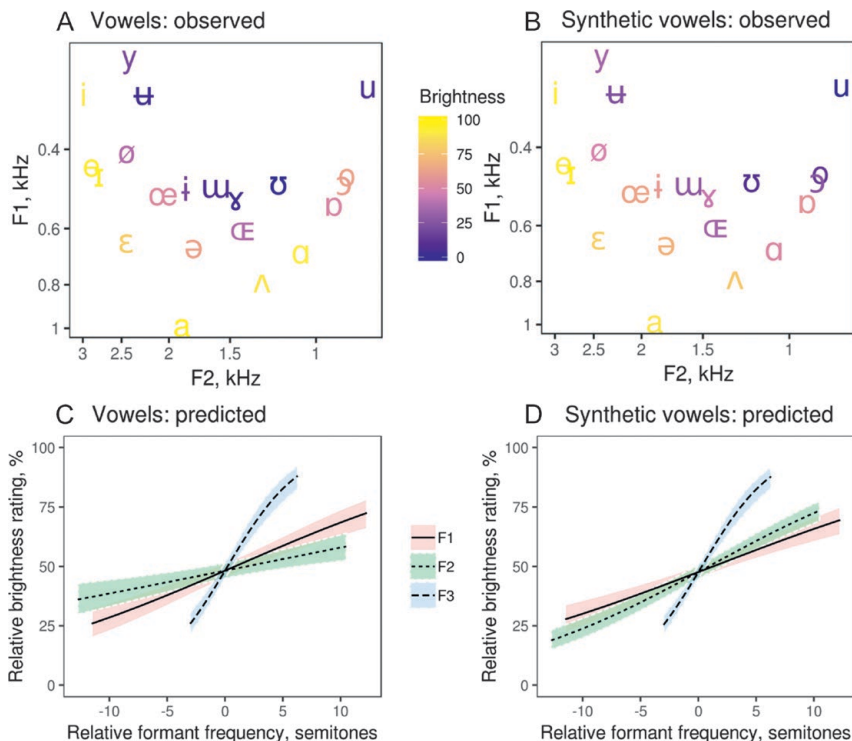 A Vowels: observed
y
i
ʉ
u
0.4
ø
e
ɪ
œ
ɨ
ɯ
ɤ
ʊ
ɒ
0.6
ɛ
ə
Œ
ɑ
0.8
ʌ
1
a
3 2.5 2 1.5 1
F1, kHz
F2, kHz
Brightness
100
75
50
25
0
B Synthetic vowels: observed
y
i
ʉ
u
0.4
ø
e
ɪ
œ
ɨ
ɯ
ɤ
ʊ
ɒ
0.6
ɛ
ə
Œ
ɑ
0.8
ʌ
1
a
3 2.5 2 1.5 1
F1, kHz
F2, kHz
C Vowels: predicted
100
75
50
25
0
-10 -5 0 5 10
Relative brightness rating, %
Relative formant frequency, semitones
F1
F2
F3
D Synthetic vowels: predicted
100
75
50
25
0
-10 -5 0 5 10
Relative brightness rating, %
Relative formant frequency, semitones